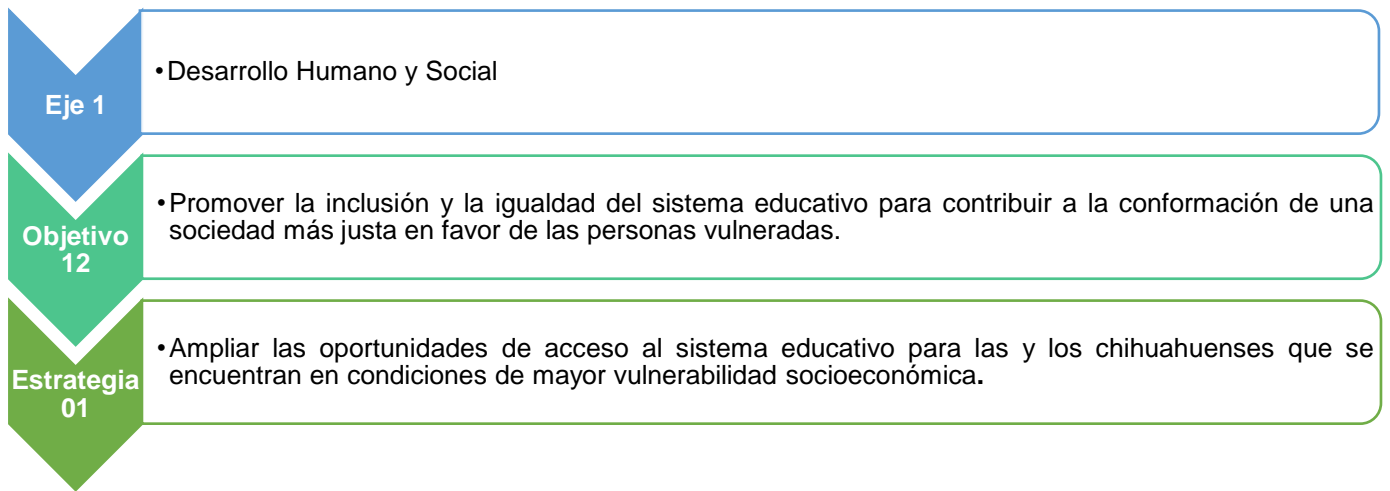 Eje 1
•Desarrollo Humano y Social
Objetivo
12
•Promover la inclusión y la igualdad del sistema educativo para contribuir a la conformación de una
sociedad más justa en favor de las personas vulneradas.
Estrategia
01
•Ampliar las oportunidades de acceso al sistema educativo para las y los chihuahuenses que se
encuentran en condiciones de mayor vulnerabilidad socioeconómica.